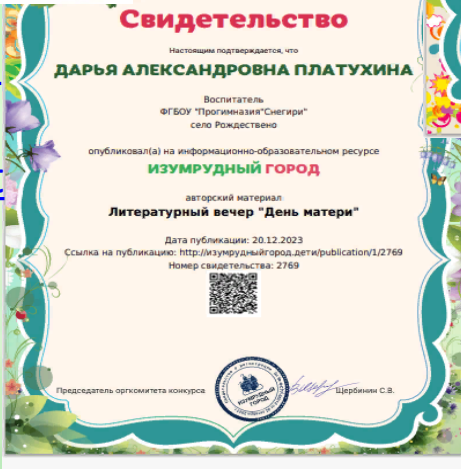 Свидетельство
Настоящим подтверждается, что
ДАРЬЯ АЛЕКСАНДРОВНА ПЛАТУХИНА
Воспитатель
ФГБОУ "Прогимназия"Снегири"
село Рождествено
опубликовал(а) на информационно-образовательном ресурсе
ИЗУМРУДНЫЙ ГОРОД
авторский материал
Литературный вечер "День матери"
Дата публикации: 20.12.2023
Ссылка на публикацию: http://изумрудныйгород.дети/publication/1/2769
Номер свидетельства: 2769
Председатель оргкомитета конкурса
ИЗУМРУДНЫЙ
ГОРОД
Щербинин С.В.